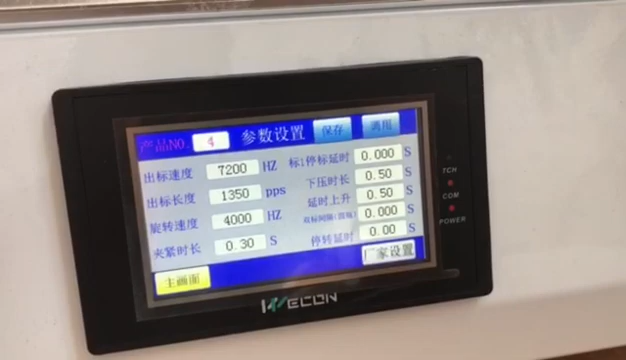 产品NO. 4 参数设置 保存 调用
出标速度 7200 HZ 标1停标延时 0.000 S
出标长度 1350 pps 下压时长 0.50 S
延时上升 0.50 S
旋转速度 4000 HZ 0.000 S
夹紧时长 0.30 S 停转延时 0.00 S
主画面 厂家设置
WECON
TCH
COM
POWER